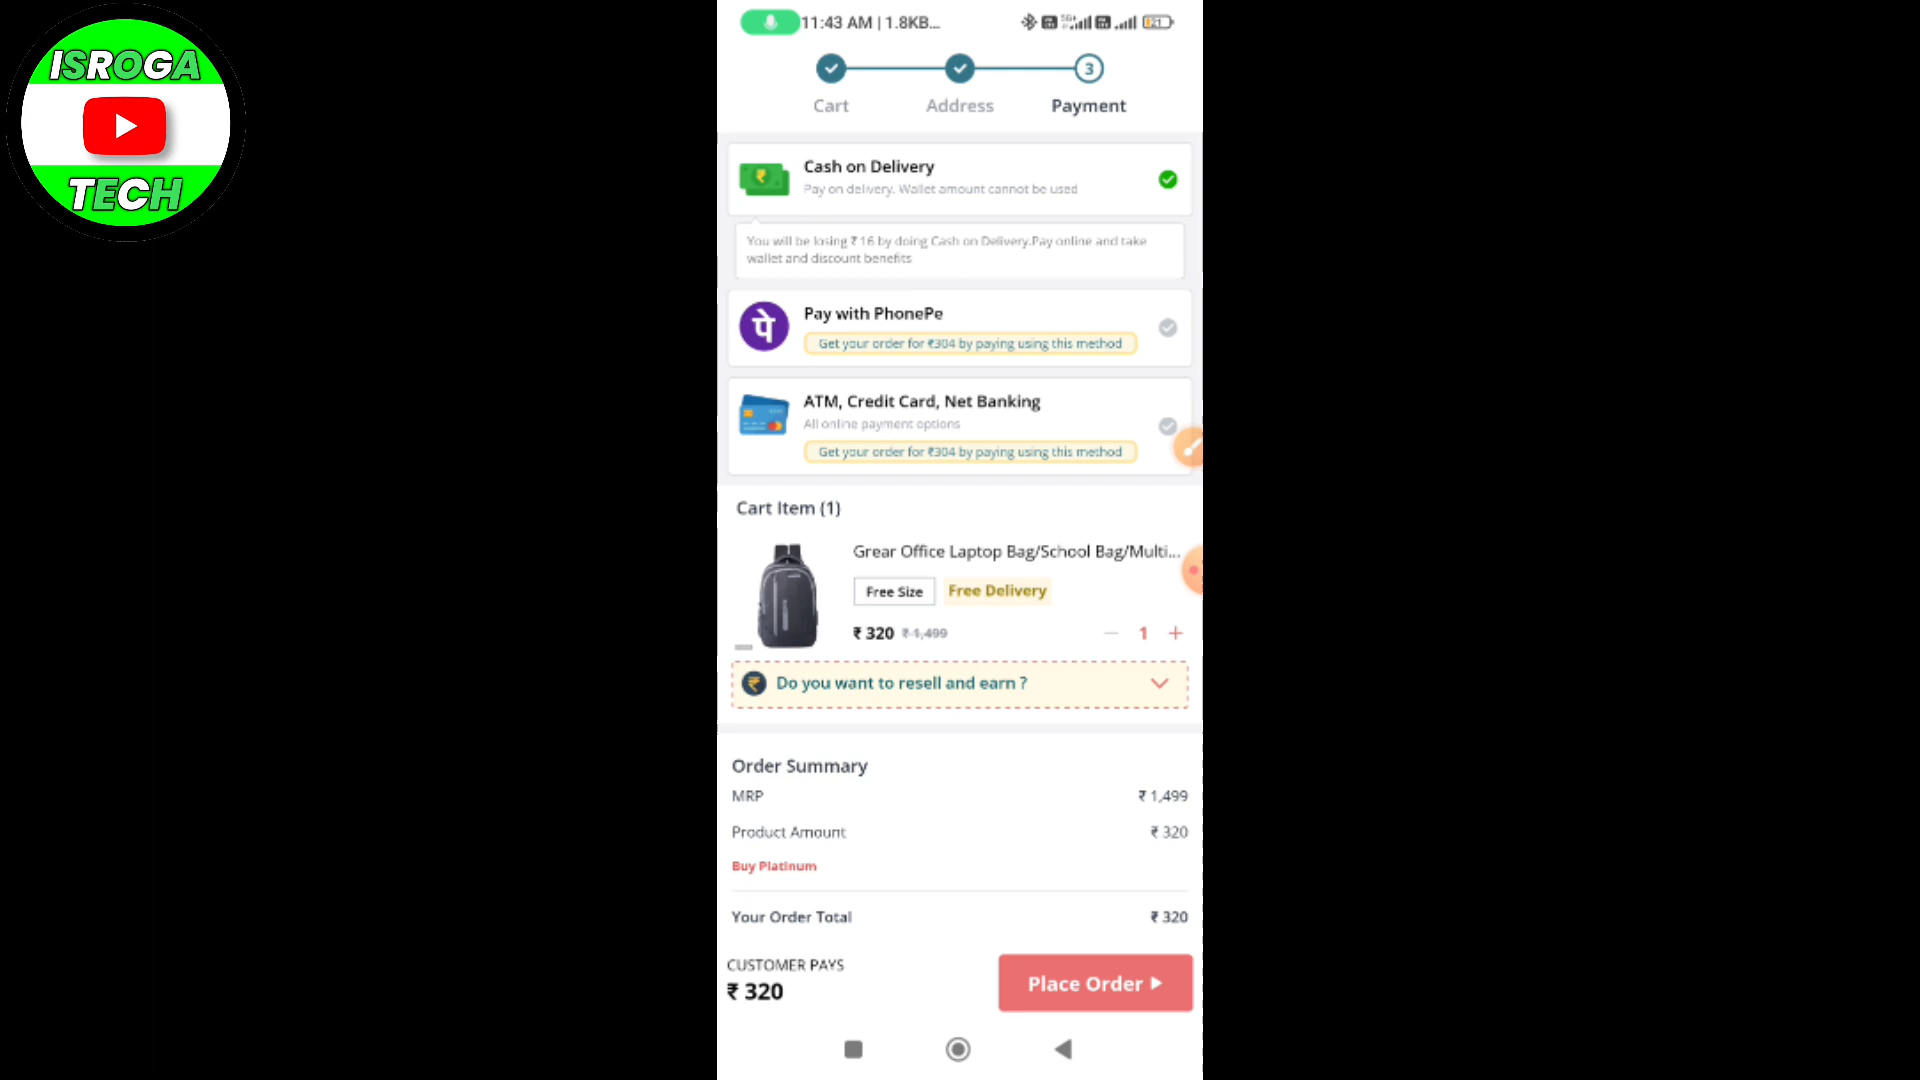 ISROGA
TECH
11:43 AM | 1.8KB...
5G+
21
3
Cart
Address
Payment
Cash on Delivery
Pay on delivery. Wallet amount cannot be used
You will be losing ₹ 16 by doing Cash on Delivery.Pay online and take
wallet and discount benefits
पे
Pay with PhonePe
Get your order for ₹304 by paying using this method
ATM, Credit Card, Net Banking
All online payment options
Get your order for ₹304 by paying using this method
Cart Item (1)
Grear Office Laptop Bag/School Bag/Multi...
Free Size
Free Delivery
₹ 320 ₹ 1,499
1
Do you want to resell and earn ?
Order Summary
MRP
₹ 1,499
Product Amount
₹ 320
Buy Platinum
Your Order Total
₹ 320
CUSTOMER PAYS
₹ 320
Place Order